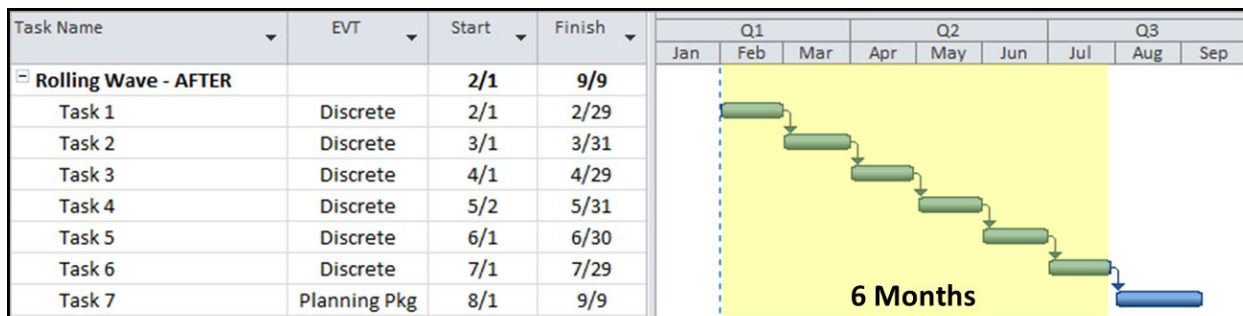 Task Name EVT Start Finish
Q1 Q2 Q3
Jan Feb Mar Apr May Jun Jul Aug Sep
Rolling Wave - AFTER 2/1 9/9
Task 1 Discrete 2/1 2/29
Task 2 Discrete 3/1 3/31
Task 3 Discrete 4/1 4/29
Task 4 Discrete 5/2 5/31
Task 5 Discrete 6/1 6/30
Task 6 Discrete 7/1 7/29
Task 7 Planning Pkg 8/1 9/9
6 Months